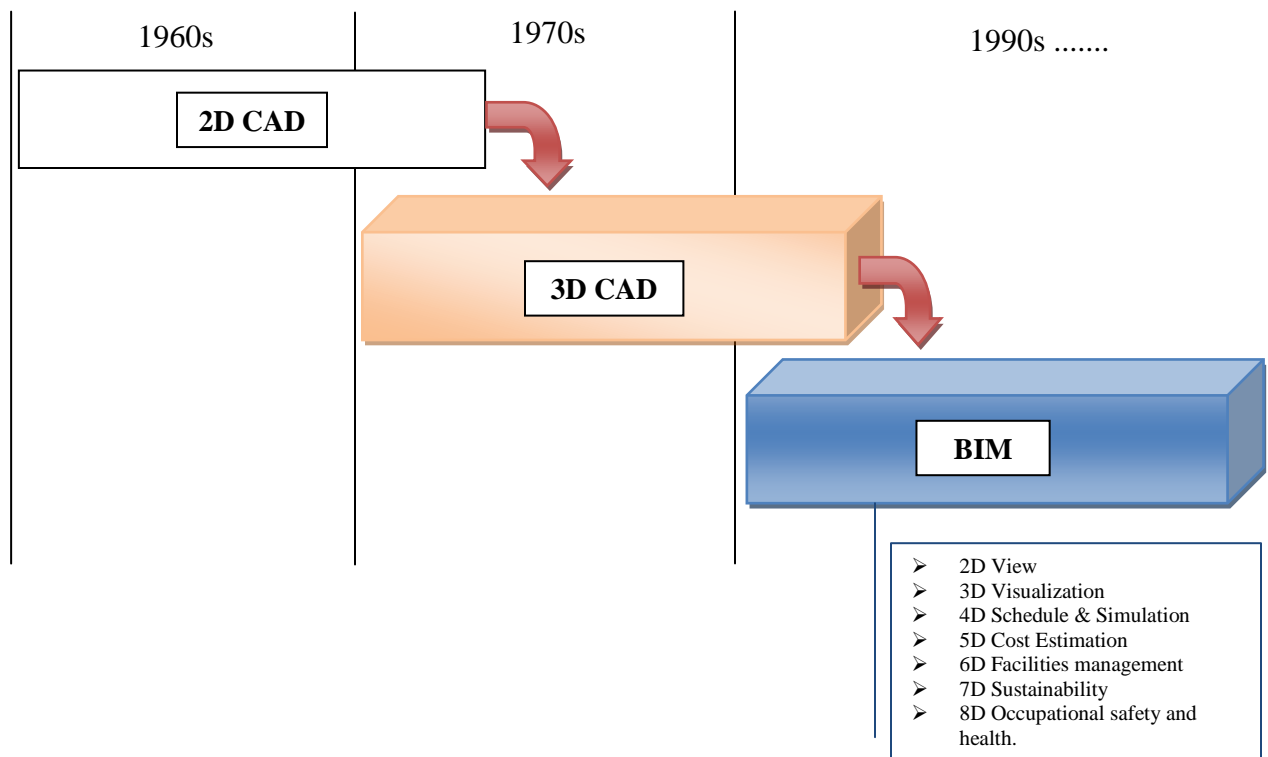 1960s
1970s
1990s .......
2D CAD
3D CAD
BIM
➢ 2D View
➢ 3D Visualization
➢ 4D Schedule & Simulation
➢ 5D Cost Estimation
➢ 6D Facilities management
➢ 7D Sustainability
➢ 8D Occupational safety and
health.